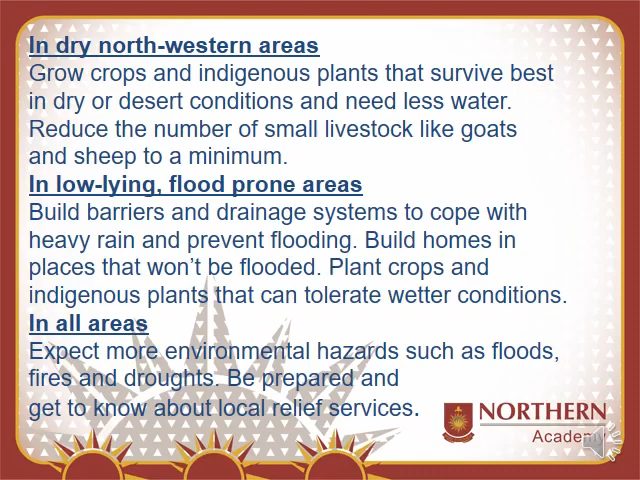 In dry north-western areas
Grow crops and indigenous plants that survive best
in dry or desert conditions and need less water.
Reduce the number of small livestock like goats
and sheep to a minimum.
In low-lying, flood prone areas
Build barriers and drainage systems to cope with
heavy rain and prevent flooding. Build homes in
places that won’t be flooded. Plant crops and
indigenous plants that can tolerate wetter conditions.
In all areas
Expect more environmental hazards such as floods,
fires and droughts. Be prepared and
get to know about local relief services.
NORTHERN
Academy